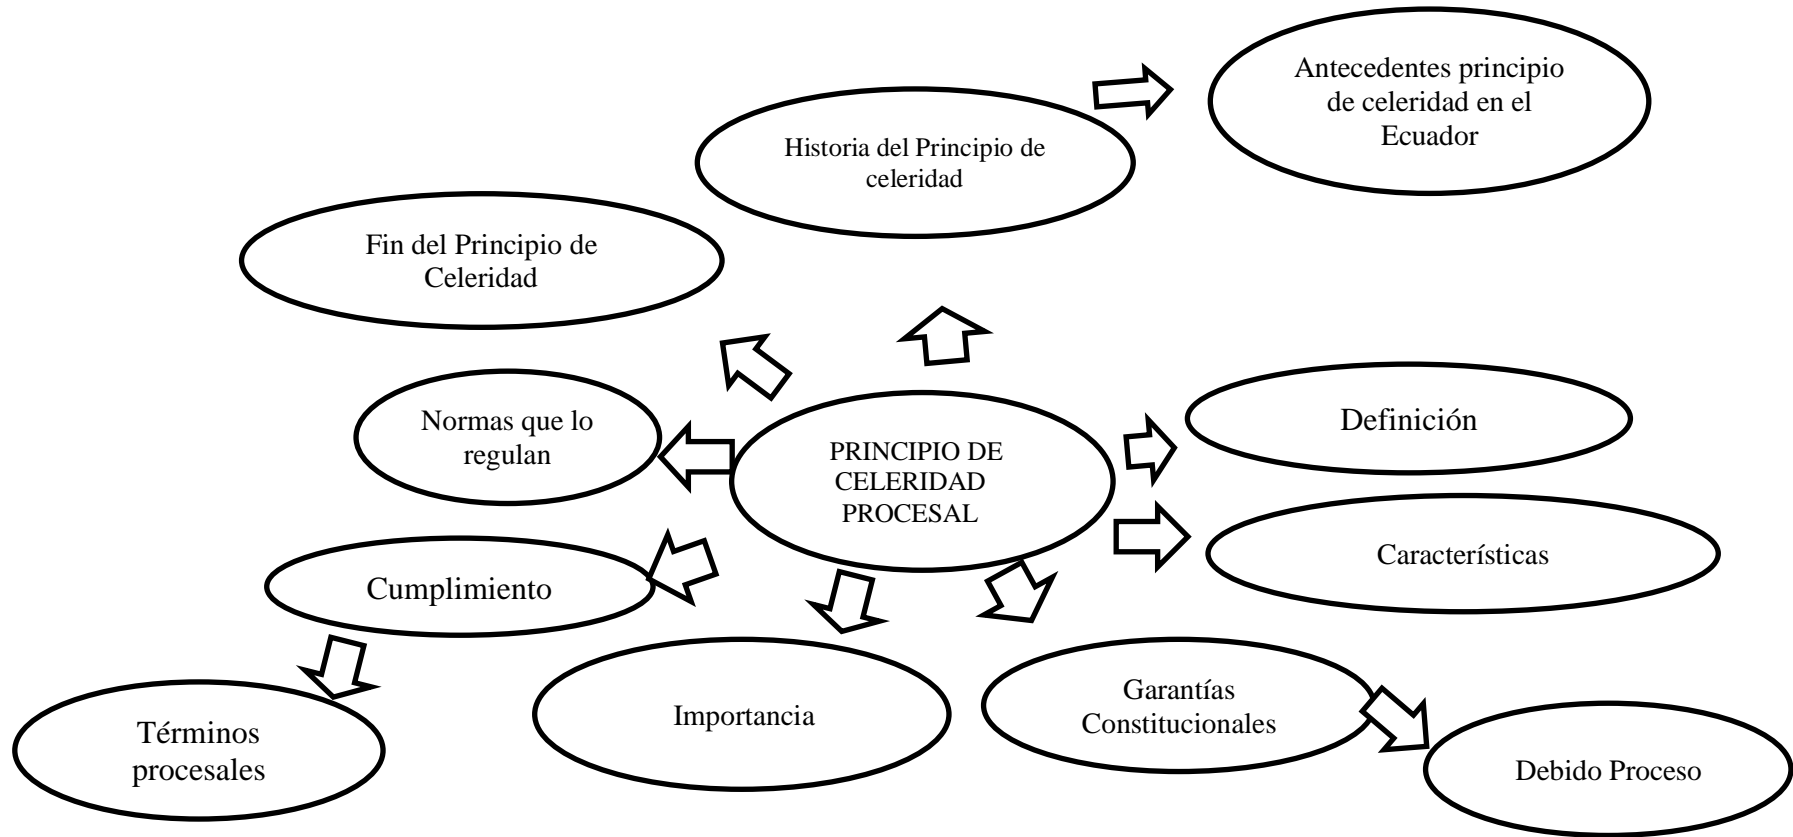 Antecedentes principio
de celeridad en el
Ecuador
Historia del Principio de
celeridad
Fin del Principio de
Celeridad
Normas que lo
regulan
PRINCIPIO DE
CELERIDAD
PROCESAL
Definición
Característícas
Cumplimiento
Importancia
Garantías
Constitucionales
Términos
procesales
Debido Proceso